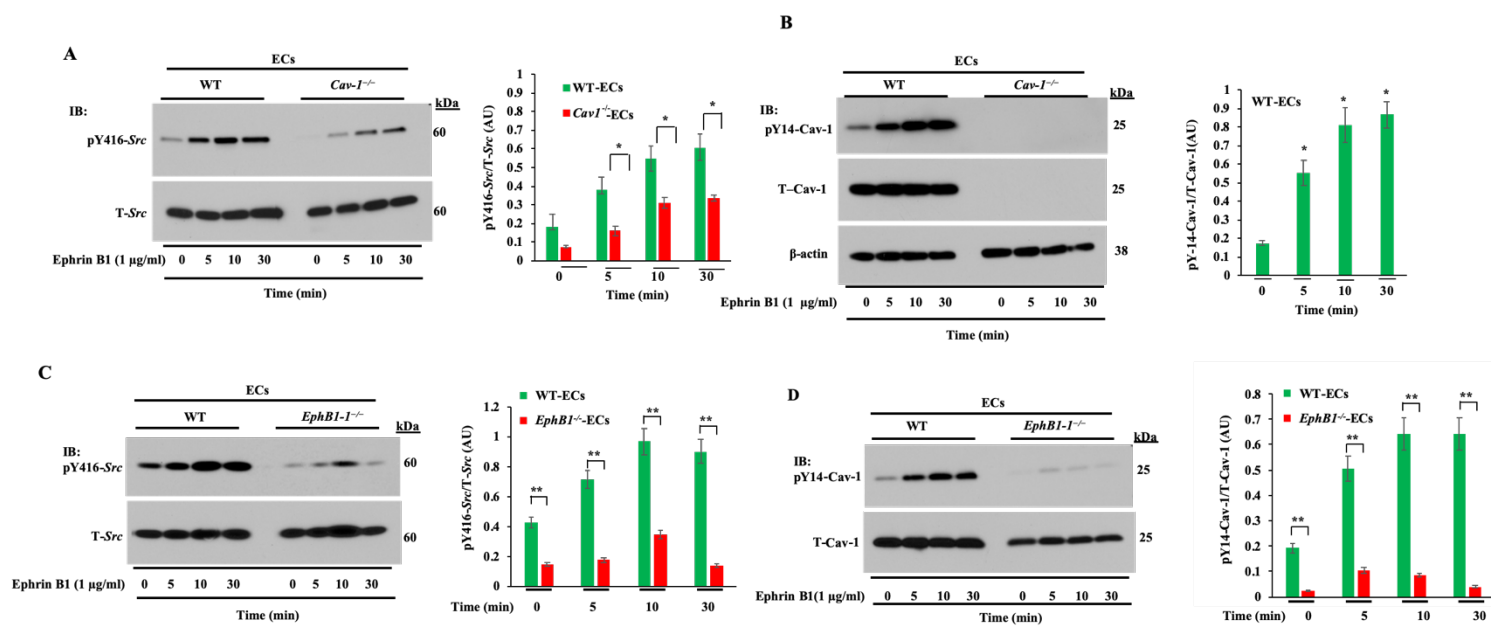 A
ECs
WT Cav-1−/−
IB: kDa
pY416-Src 60
T-Src 60
Ephrin B1 (1 µg/ml) 0 5 10 30 0 5 10 30
Time (min)
pY416-Src/T-Src (AU)
1
0.9
0.8
0.7
0.6
0.5
0.4
0.3
0.2
0.1
0
WT-ECs
Cav1-/--ECs
* * *
0 5 10 30
Time (min)
B
ECs
WT Cav-1−/−
IB: kDa
pY14-Cav-1 25
T–Cav-1 25
β-actin 38
Ephrin B1 (1 µg/ml) 0 5 10 30 0 5 10 30
Time (min)
pY-14-Cav-1/T-Cav-1(AU)
1
0.9
0.8
0.7
0.6
0.5
0.4
0.3
0.2
0.1
0
WT-ECs
* * *
0 5 10 30
Time (min)
C
ECs
WT EphB1-1−/−
IB: kDa
pY416-Src 60
T-Src 60
Ephrin B1 (1 µg/ml) 0 5 10 30 0 5 10 30
Time (min)
pY416-Src/T-Src (AU)
1.2
1
0.8
0.6
0.4
0.2
0
WT-ECs
EphB1-/--ECs
** ** ** **
Time (min) 0 5 10 30
D
ECs
WT EphB1-1−/−
IB: kDa
pY14-Cav-1 25
T-Cav-1 25
Ephrin B1(1 µg/ml) 0 5 10 30 0 5 10 30
Time (min)
pY14-Cav-1/T-Cav-1 (AU)
0.8
0.7
0.6
0.5
0.4
0.3
0.2
0.1
0
WT-ECs
EphB1-/--ECs
** ** ** **
Time (min) 0 5 10 30